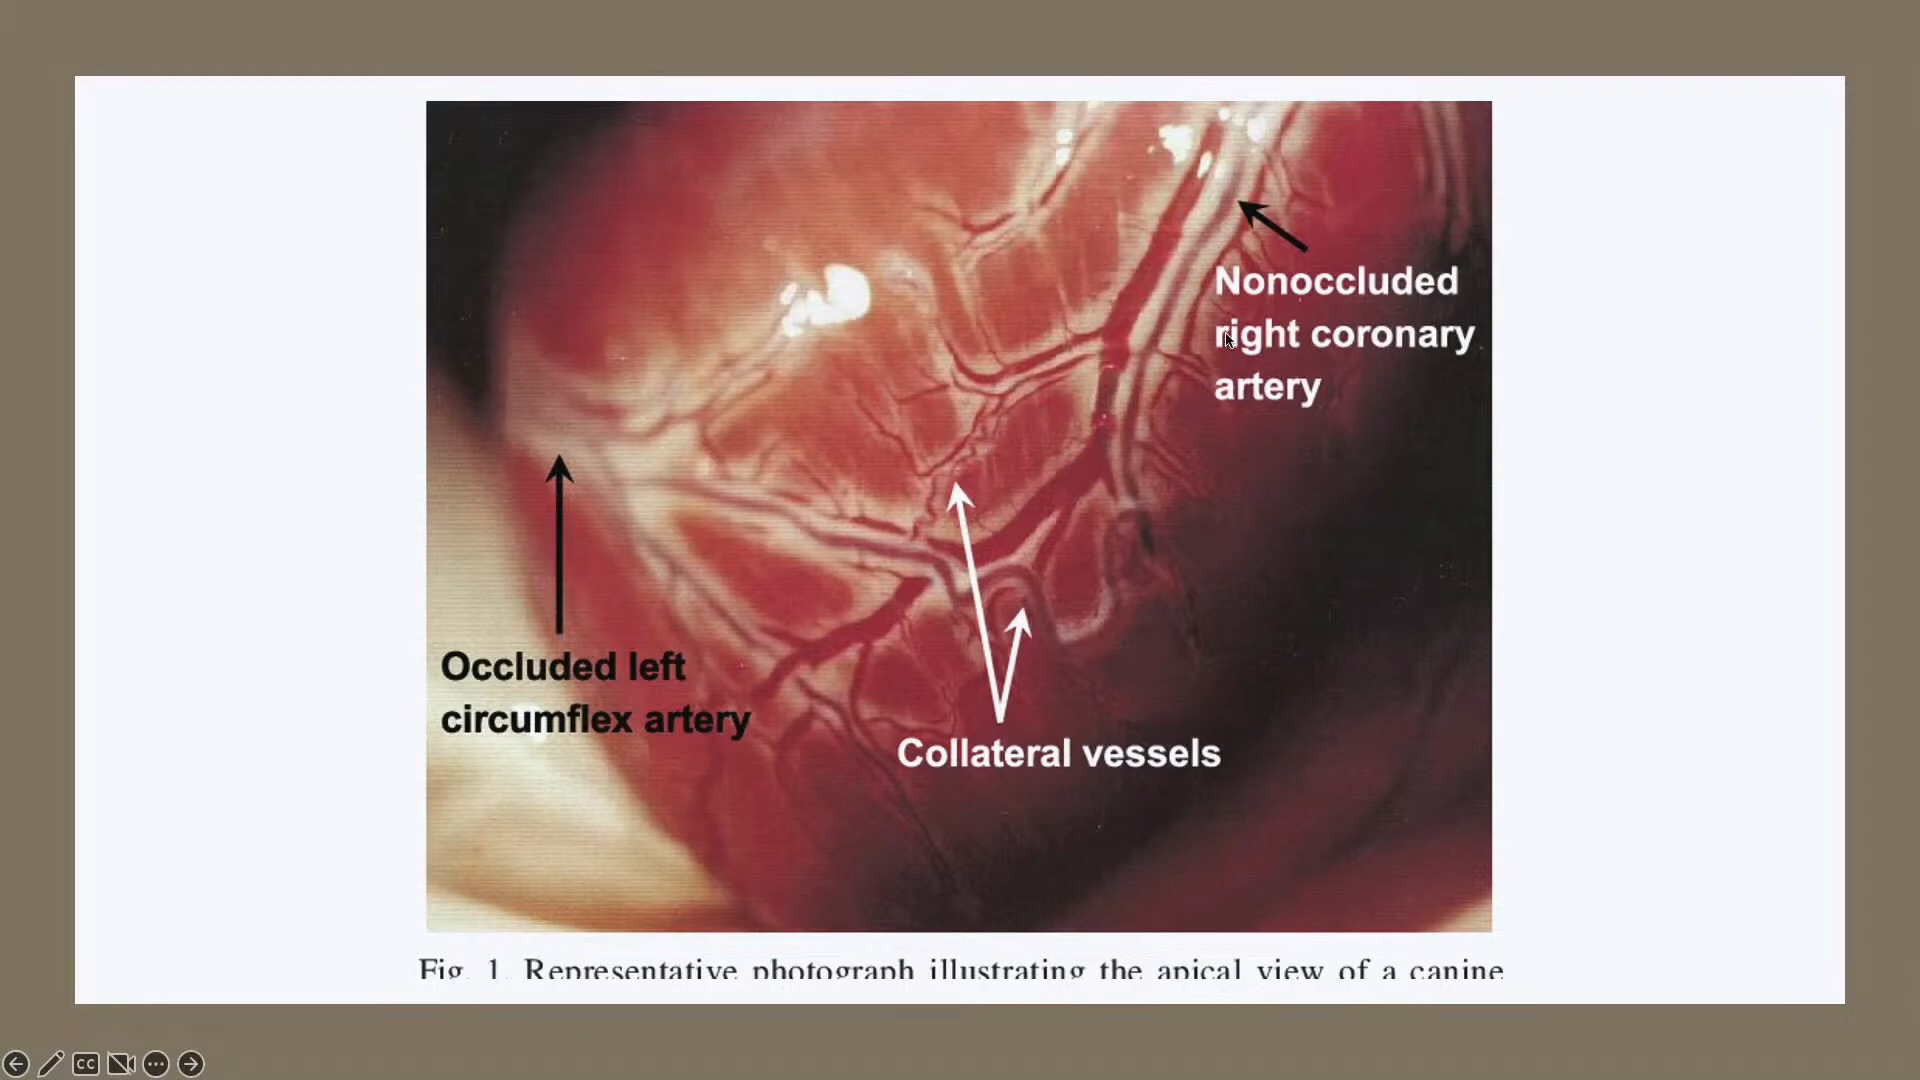 Nonoccluded
right coronary
artery
Occluded left
circumflex artery
Collateral vessels
Fig. 1. Representative photograph illustrating the apical view of a canine
CC